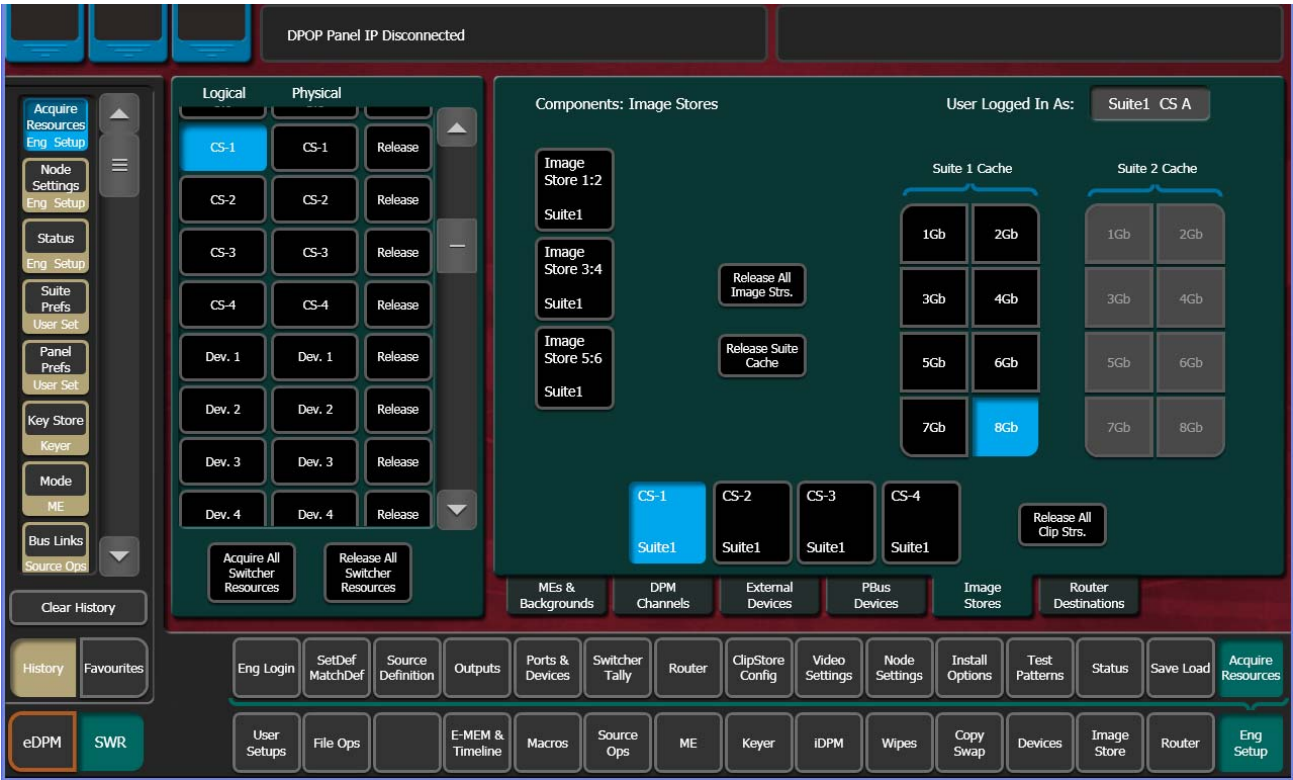 DPOP Panel IP Disconnected
Acquire
Resources
Eng Setup
Node
Settings
Eng Setup
Status
Eng Setup
Suite
Prefs
User Set
Panel
Prefs
User Set
Key Store
Keyer
Mode
ME
Bus Links
Source Ops
Clear History
History
Favourites
eDPM
SWR
Logical Physical
CS-1 CS-1 Release
CS-2 CS-2 Release
CS-3 CS-3 Release
CS-4 CS-4 Release
Dev. 1 Dev. 1 Release
Dev. 2 Dev. 2 Release
Dev. 3 Dev. 3 Release
Dev. 4 Dev. 4 Release
Acquire All
Switcher
Resources
Release All
Switcher
Resources
Components: Image Stores
User Logged In As: Suite1 CS A
Image
Store 1:2
Suite1
Image
Store 3:4
Suite1
Image
Store 5:6
Suite1
Release All
Image Strs.
Release Suite
Cache
Suite 1 Cache
1Gb 2Gb
3Gb 4Gb
5Gb 6Gb
7Gb 8Gb
Suite 2 Cache
1Gb 2Gb
3Gb 4Gb
5Gb 6Gb
7Gb 8Gb
CS-1
Suite1
CS-2
Suite1
CS-3
Suite1
CS-4
Suite1
Release All
Clip Strs.
MEs &
Backgrounds
DPM
Channels
External
Devices
PBus
Devices
Image
Stores
Router
Destinations
Eng Login
SetDef
MatchDef
Source
Definition
Outputs
Ports &
Devices
Switcher
Tally
Router
ClipStore
Config
Video
Settings
Node
Settings
Install
Options
Test
Patterns
Status
Save Load
Acquire
Resources
User
Setups
File Ops
E-MEM &
Timeline
Macros
Source
Ops
ME
Keyer
iDPM
Wipes
Copy
Swap
Devices
Image
Store
Router
Eng
Setup